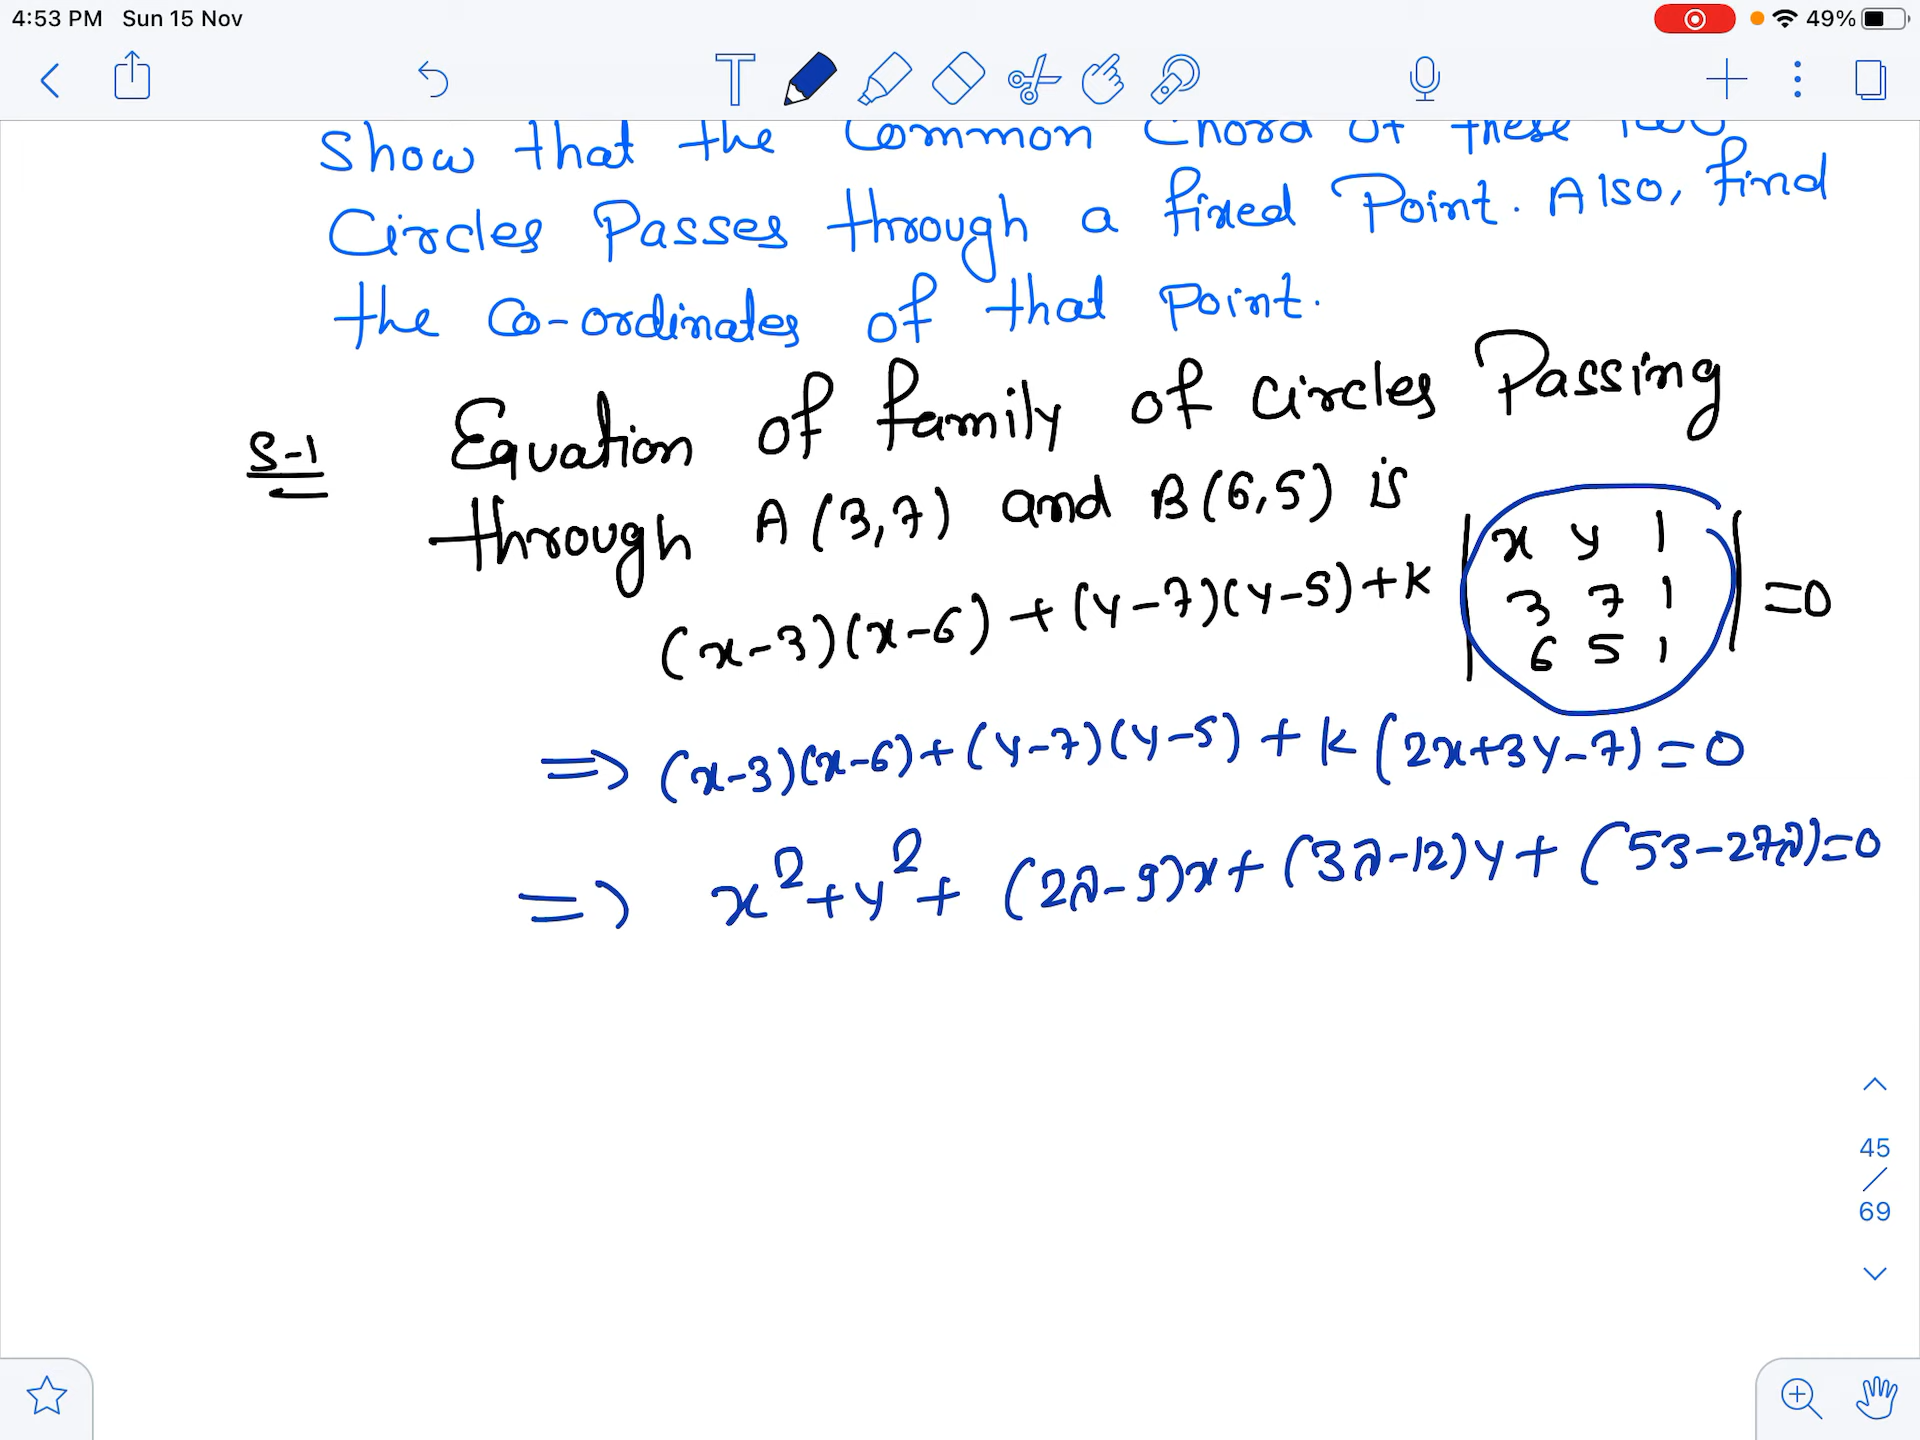 4:53 PM Sun 15 Nov 49%
Show that the Common Chord of these two
Circles Passes through a fixed Point. Also, find
the Co-ordinates of that Point.
S-1 Equation of family of circles Passing
through A(3,7) and B(6,5) is
(x-3)(x-6)+(y-7)(y-5)+k |x y 1
3 7 1
6 5 1| =0
=> (x-3)(x-6)+(y-7)(y-5)+k(2x+3y-7)=0
=> x²+y²+(2λ-9)x+(3λ-12)y+(53-27λ)=0
45
/
69